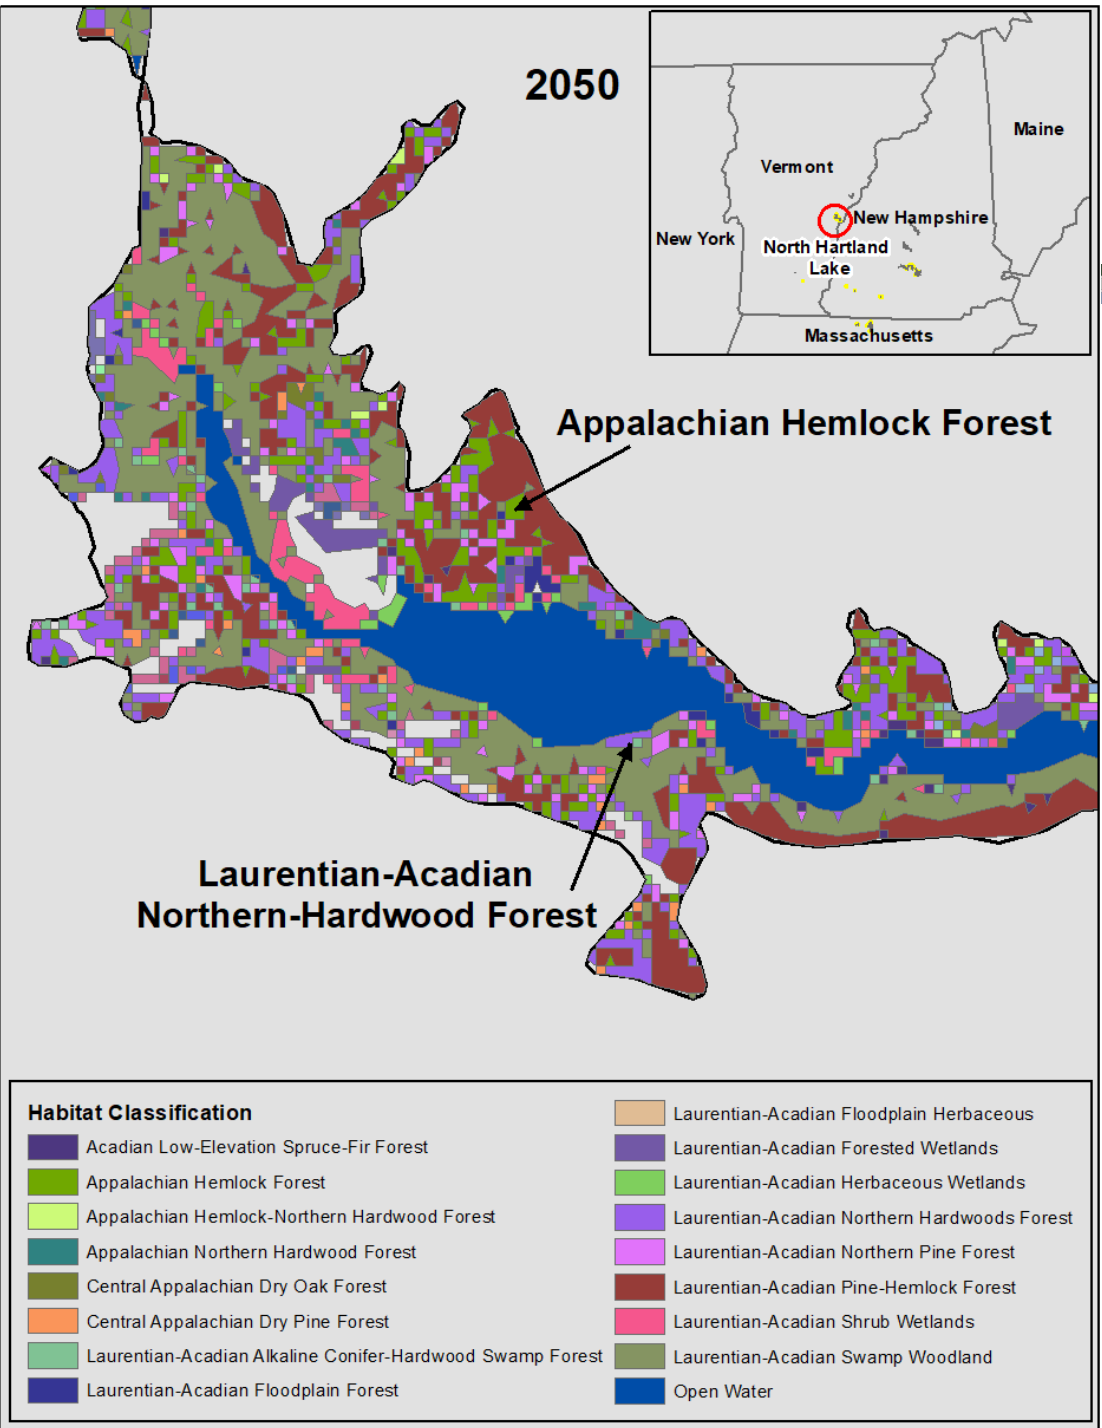 2050
Maine
Vermont
New Hampshire
New York
North Hartland
Lake
Massachusetts
Appalachian Hemlock Forest
Laurentian-Acadian
Northern-Hardwood Forest
Habitat Classification
Acadian Low-Elevation Spruce-Fir Forest
Appalachian Hemlock Forest
Appalachian Hemlock-Northern Hardwood Forest
Appalachian Northern Hardwood Forest
Central Appalachian Dry Oak Forest
Central Appalachian Dry Pine Forest
Laurentian-Acadian Alkaline Conifer-Hardwood Swamp Forest
Laurentian-Acadian Floodplain Forest
Laurentian-Acadian Floodplain Herbaceous
Laurentian-Acadian Forested Wetlands
Laurentian-Acadian Herbaceous Wetlands
Laurentian-Acadian Northern Hardwoods Forest
Laurentian-Acadian Northern Pine Forest
Laurentian-Acadian Pine-Hemlock Forest
Laurentian-Acadian Shrub Wetlands
Laurentian-Acadian Swamp Woodland
Open Water